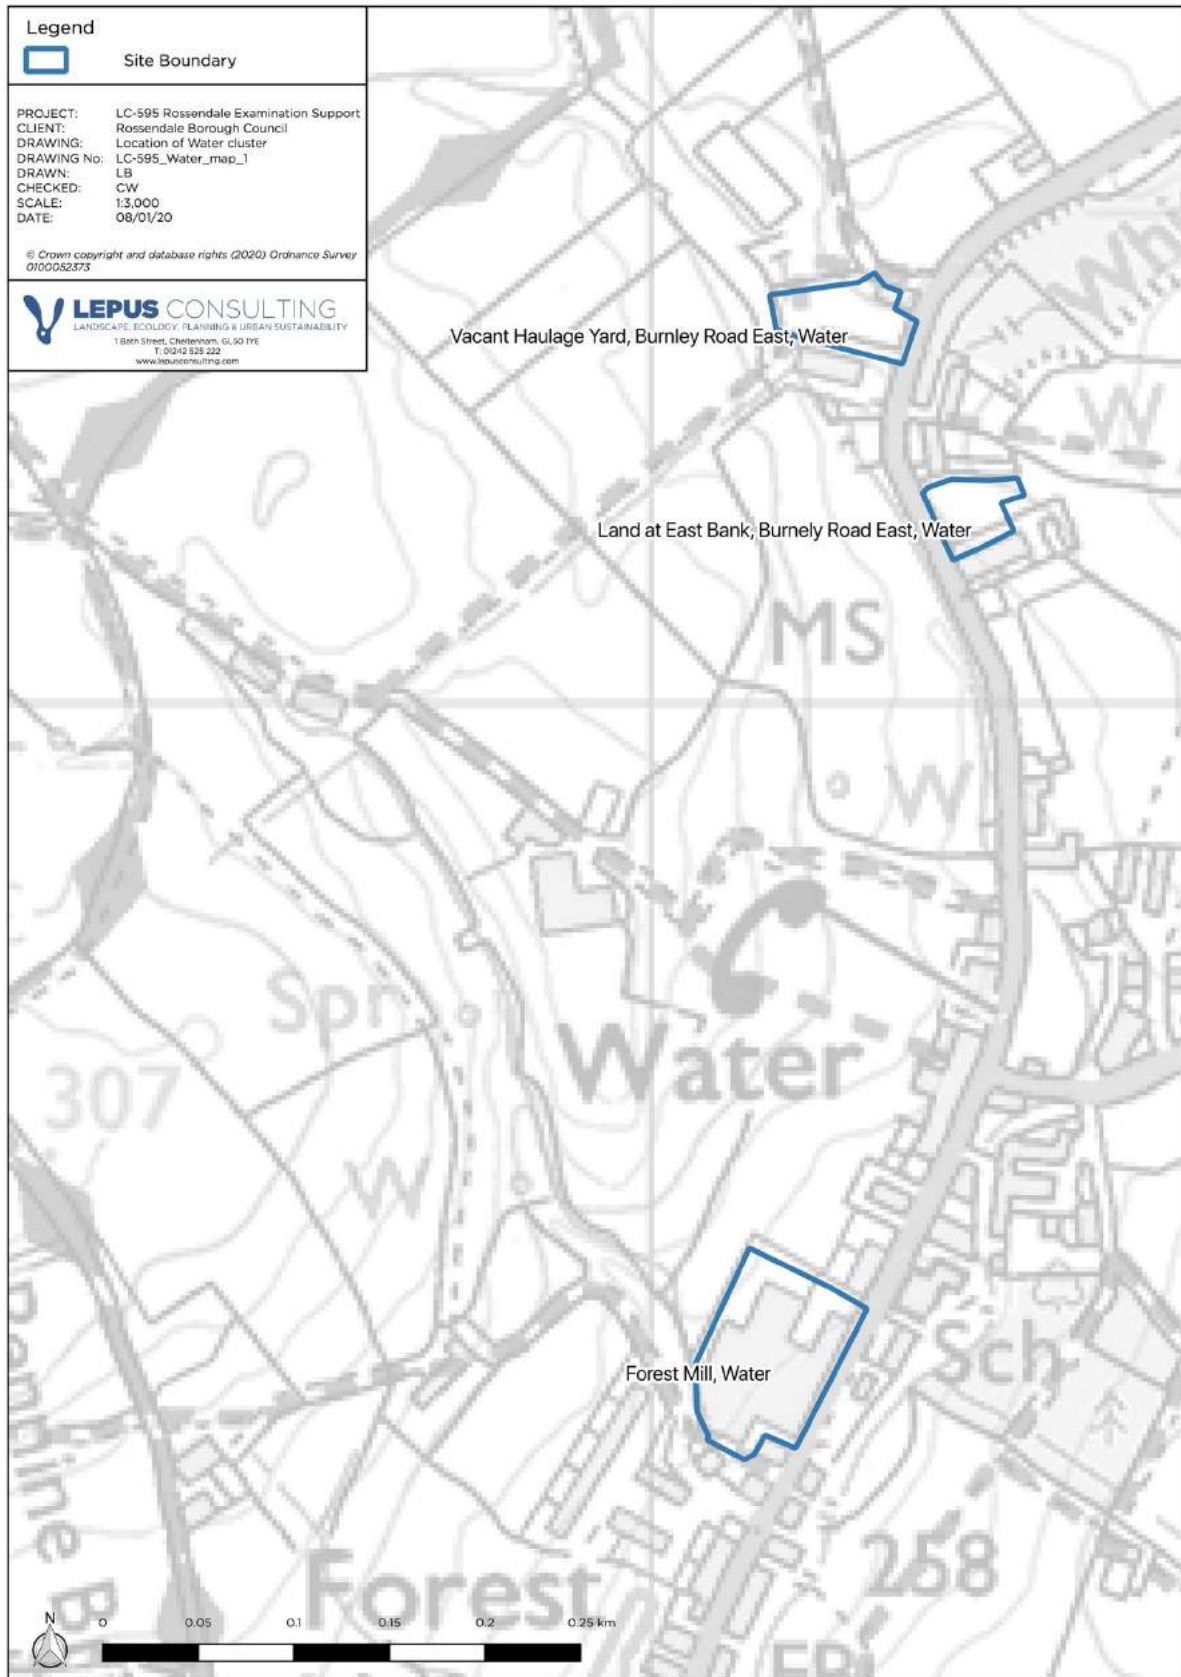 Legend
Site Boundary
PROJECT: LC-595 Rossendale Examination Support
CLIENT: Rossendale Borough Council
DRAWING: Location of Water cluster
DRAWING No: LC-595_Water_map_1
DRAWN: LB
CHECKED: CW
SCALE: 1:3,000
DATE: 08/01/20
© Crown copyright and database rights (2020) Ordnance Survey
0100052373
LEPUS CONSULTING
LANDSCAPE, ECOLOGY, PLANNING & URBAN SUSTAINABILITY
1 Bath Street, Cheltenham, GL50 1YE
T: 01242 525 222
www.lepusconsulting.com
Wh
Vacant Haulage Yard, Burnley Road East, Water
W
Land at East Bank, Burnely Road East, Water
MS
W
Spr
Water
307
W
Sch
Forest Mill, Water
Pennine B
258
Forest
N
0 0.05 0.1 0.15 0.2 0.25 km